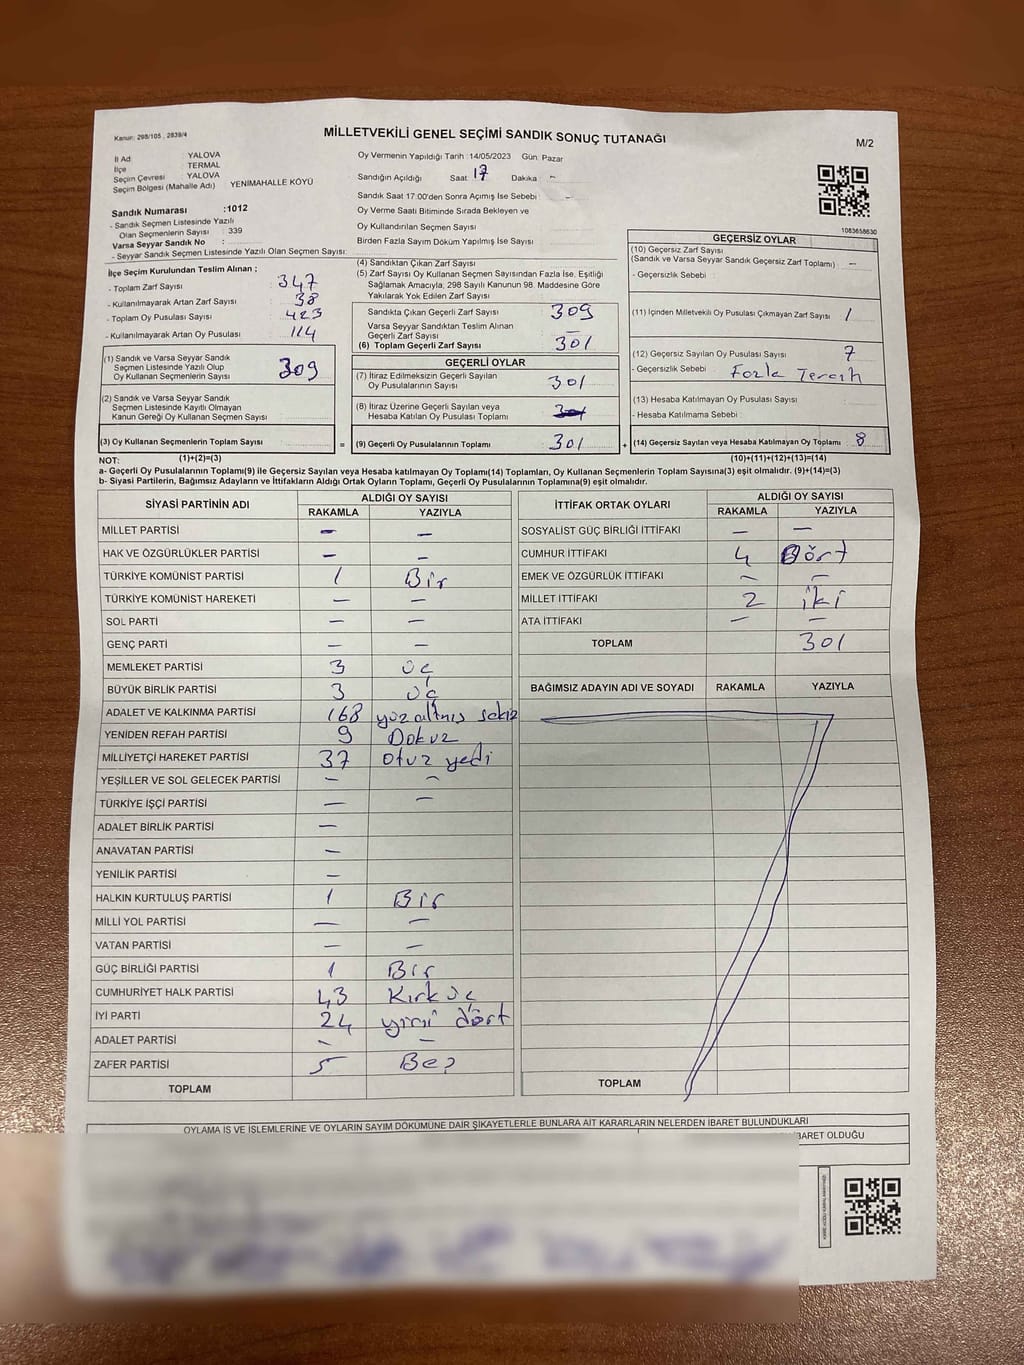 Kanun: 298/105 , 2839/4
MİLLETVEKİLİ GENEL SEÇİMİ SANDIK SONUÇ TUTANAĞI
M/2
İl Ad YALOVA
İlçe TERMAL
Seçim Çevresi YALOVA
Seçim Bölgesi (Mahalle Adı) YENİMAHALLE KÖYÜ
Sandık Numarası :1012
- Sandık Seçmen Listesinde Yazılı
Olan Seçmenlerin Sayısı : 339
Varsa Seyyar Sandık No :
- Seyyar Sandık Seçmen Listesinde Yazılı Olan Seçmen Sayısı:
Oy Vermenin Yapıldığı Tarih :14/05/2023 Gün: Pazar
Sandığın Açıldığı Saat 17 Dakika : -
Sandık Saat 17:00'den Sonra Açımış İse Sebebi : -
Oy Verme Saati Bitiminde Sırada Bekleyen ve
Oy Kullandırılan Seçmen Sayısı :
Birden Fazla Sayım Döküm Yapılmış İse Sayısı :
1083658630
İlçe Seçim Kurulundan Teslim Alınan ;
- Toplam Zarf Sayısı : 347
- Kullanılmayarak Artan Zarf Sayısı : 38
- Toplam Oy Pusulası Sayısı : 423
- Kullanılmayarak Artan Oy Pusulası : 114
(1) Sandık ve Varsa Seyyar Sandık
Seçmen Listesinde Yazılı Olup
Oy Kullanan Seçmenlerin Sayısı 309
(2) Sandık ve Varsa Seyyar Sandık
Seçmen Listesinde Kayıtlı Olmayan
Kanun Gereği Oy Kullanan Seçmen Sayısı
(3) Oy Kullanan Seçmenlerin Toplam Sayısı =
(1)+(2)=(3)
(4) Sandıktan Çıkan Zarf Sayısı
(5) Zarf Sayısı Oy Kullanan Seçmen Sayısından Fazla İse, Eşitliği
Sağlamak Amacıyla, 298 Sayılı Kanunun 98. Maddesine Göre
Yakılarak Yok Edilen Zarf Sayısı
Sandıkta Çıkan Geçerli Zarf Sayısı 309
Varsa Seyyar Sandıktan Teslim Alınan
Geçerli Zarf Sayısı -
(6) Toplam Geçerli Zarf Sayısı 301
GEÇERLİ OYLAR
(7) İtiraz Edilmeksizin Geçerli Sayılan
Oy Pusulalarının Sayısı 301
(8) İtiraz Üzerine Geçerli Sayılan veya
Hesaba Katılan Oy Pusulası Toplamı
(9) Geçerli Oy Pusulalarının Toplamı 301 +
GEÇERSİZ OYLAR
(10) Geçersiz Zarf Sayısı
(Sandık ve Varsa Seyyar Sandık Geçersiz Zarf Toplamı) -
- Geçersizlik Sebebi :
(11) İçinden Milletvekili Oy Pusulası Çıkmayan Zarf Sayısı 1
(12) Geçersiz Sayılan Oy Pusulası Sayısı 7
- Geçersizlik Sebebi : Fazla Tercih
(13) Hesaba Katılmayan Oy Pusulası Sayısı
- Hesaba Katılmama Sebebi :
(14) Geçersiz Sayılan veya Hesaba Katılmayan Oy Toplamı 8
(10)+(11)+(12)+(13)=(14)
NOT:
a- Geçerli Oy Pusulalarının Toplamı(9) ile Geçersiz Sayılan veya Hesaba katılmayan Oy Toplamı(14) Toplamları, Oy Kullanan Seçmenlerin Toplam Sayısına(3) eşit olmalıdır. (9)+(14)=(3)
b- Siyasi Partilerin, Bağımsız Adayların ve İttifakların Aldığı Ortak Oyların Toplamı, Geçerli Oy Pusulalarının Toplamına(9) eşit olmalıdır.
SİYASİ PARTİNİN ADI ALDIĞI OY SAYISI
RAKAMLA YAZIYLA
MİLLET PARTİSİ - -
HAK VE ÖZGÜRLÜKLER PARTİSİ - -
TÜRKİYE KOMÜNİST PARTİSİ 1 Bir
TÜRKİYE KOMÜNİST HAREKETİ - -
SOL PARTİ - -
GENÇ PARTİ - -
MEMLEKET PARTİSİ 3 üç
BÜYÜK BİRLİK PARTİSİ 3 üç
ADALET VE KALKINMA PARTİSİ 168 yüz altmış sekiz
YENİDEN REFAH PARTİSİ 9 Dokuz
MİLLİYETÇİ HAREKET PARTİSİ 37 otuz yedi
YEŞİLLER VE SOL GELECEK PARTİSİ - -
TÜRKİYE İŞÇİ PARTİSİ - -
ADALET BİRLİK PARTİSİ -
ANAVATAN PARTİSİ -
YENİLİK PARTİSİ -
HALKIN KURTULUŞ PARTİSİ 1 Bir
MİLLİ YOL PARTİSİ - -
VATAN PARTİSİ - -
GÜÇ BİRLİĞİ PARTİSİ 1 Bir
CUMHURİYET HALK PARTİSİ 43 Kırk üç
İYİ PARTİ 24 yirmi dört
ADALET PARTİSİ - -
ZAFER PARTİSİ 5 Beş
TOPLAM
İTTİFAK ORTAK OYLARI ALDIĞI OY SAYISI
RAKAMLA YAZIYLA
SOSYALİST GÜÇ BİRLİĞİ İTTİFAKI - -
CUMHUR İTTİFAKI 4 Dört
EMEK VE ÖZGÜRLÜK İTTİFAKI - -
MİLLET İTTİFAKI 2 iki
ATA İTTİFAKI - -
TOPLAM 301
BAĞIMSIZ ADAYIN ADI VE SOYADI RAKAMLA YAZIYLA
TOPLAM
OYLAMA İŞ VE İŞLEMLERİNE VE OYLARIN SAYIM DÖKÜMÜNE DAİR ŞİKAYETLERLE BUNLARA AİT KARARLARIN NELERDEN İBARET BULUNDUKLARI
İBARET OLDUĞU